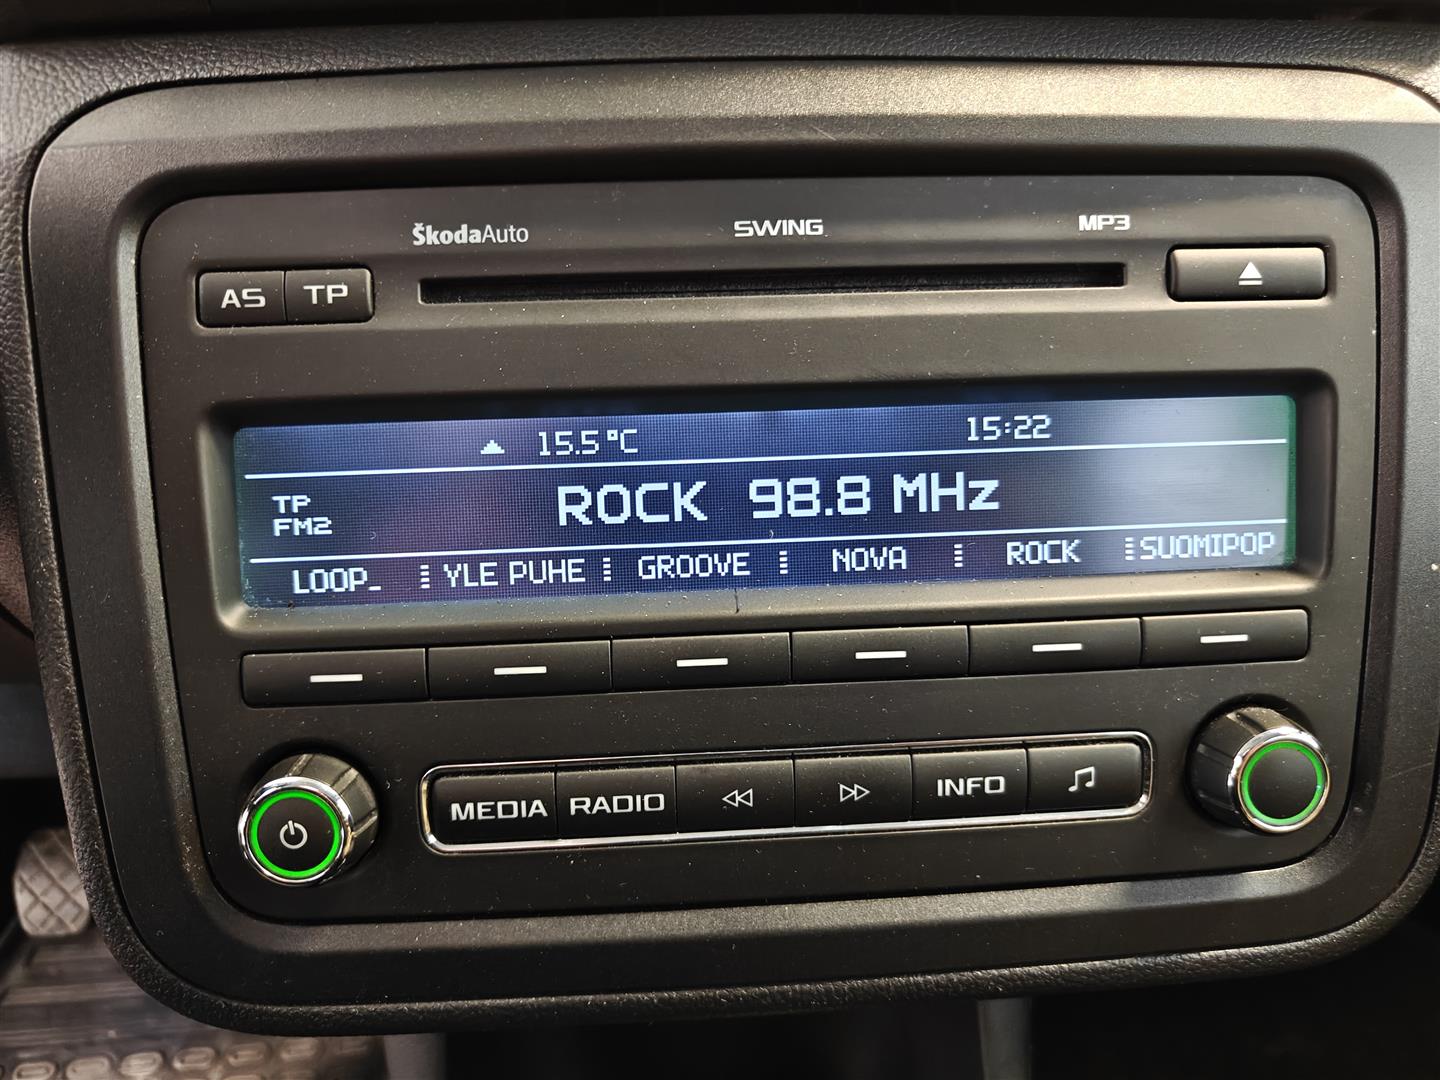 ŠkodaAuto SWING MP3
AS TP
15.5°C 15:22
TP
FM2
ROCK 98.8 MHz
LOOP_ YLE PUHE GROOVE NOVA ROCK SUOMIPOP
MEDIA RADIO INFO